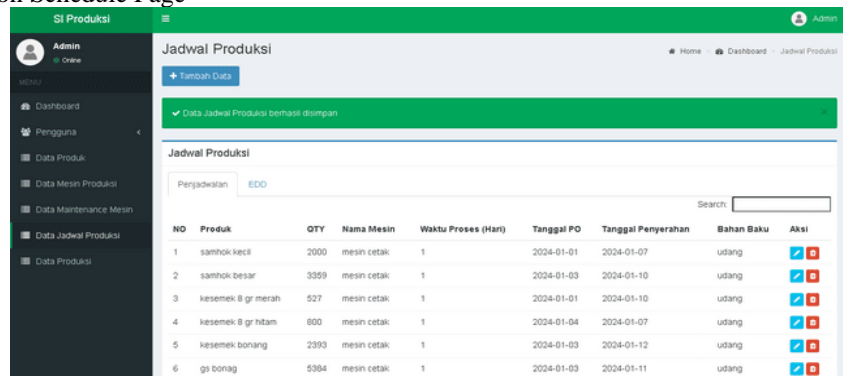 on Schedule Page
SI Produksi
Admin
Admin
Online
MENU
Dashboard
Pengguna
Data Produk
Data Mesin Produksi
Data Maintenance Mesin
Data Jadwal Produksi
Data Produksi
Jadwal Produksi
Home Dashboard Jadwal Produksi
+ Tambah Data
Data Jadwal Produksi berhasil disimpan
Jadwal Produksi
Penjadwalan EDD
Search:
NO Produk QTY Nama Mesin Waktu Proses (Hari) Tanggal PO Tanggal Penyerahan Bahan Baku Aksi
1 samhok kecil 2000 mesin cetak 1 2024-01-01 2024-01-07 udang
2 samhok besar 3359 mesin cetak 1 2024-01-03 2024-01-10 udang
3 kesemek 8 gr merah 527 mesin cetak 1 2024-01-01 2024-01-10 udang
4 kesemek 8 gr hitam 800 mesin cetak 1 2024-01-04 2024-01-07 udang
5 kesemek bonang 2393 mesin cetak 1 2024-01-03 2024-01-12 udang
6 gs bonag 5384 mesin cetak 1 2024-01-03 2024-01-11 udang